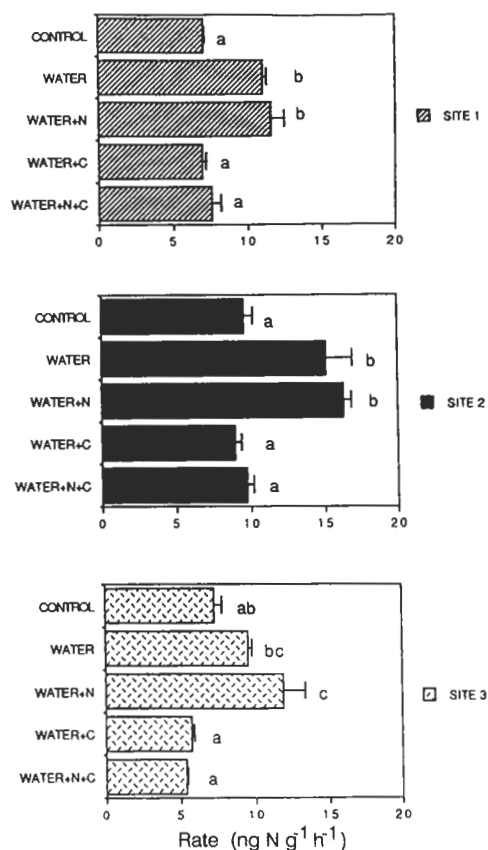 CONTROL a
WATER b
WATER+N b
WATER+C a
WATER+N+C a
0 5 10 15 20
SITE 1
CONTROL a
WATER b
WATER+N b
WATER+C a
WATER+N+C a
0 5 10 15 20
SITE 2
CONTROL ab
WATER bc
WATER+N c
WATER+C a
WATER+N+C a
0 5 10 15 20
SITE 3
Rate (ng N g⁻¹ h⁻¹)